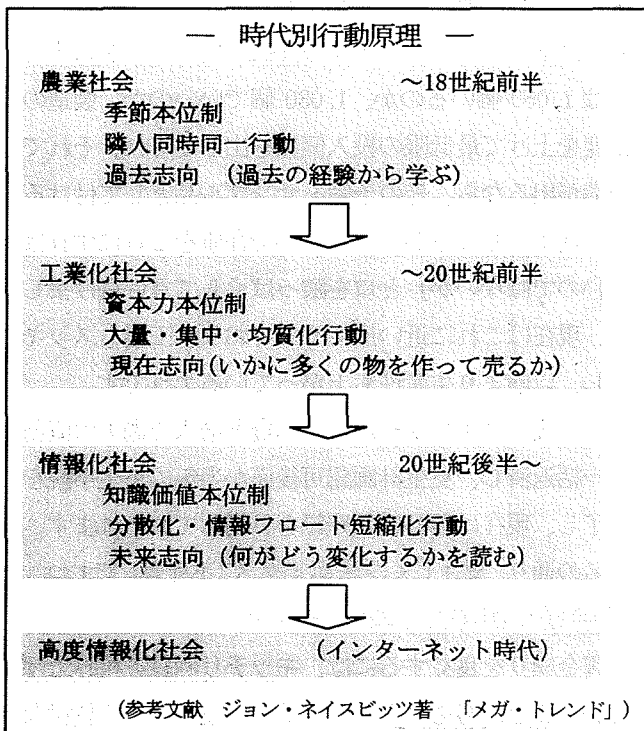 ― 時代別行動原理 ―
農業社会 ～18世紀前半
季節本位制
隣人同時同一行動
過去志向 (過去の経験から学ぶ)
工業化社会 ～20世紀前半
資本力本位制
大量・集中・均質化行動
現在志向(いかに多くの物を作って売るか)
情報化社会 20世紀後半～
知識価値本位制
分散化・情報フロート短縮化行動
未来志向 (何がどう変化するかを読む)
高度情報化社会 (インターネット時代)
(参考文献 ジョン・ネイスビッツ著 「メガ・トレンド」)